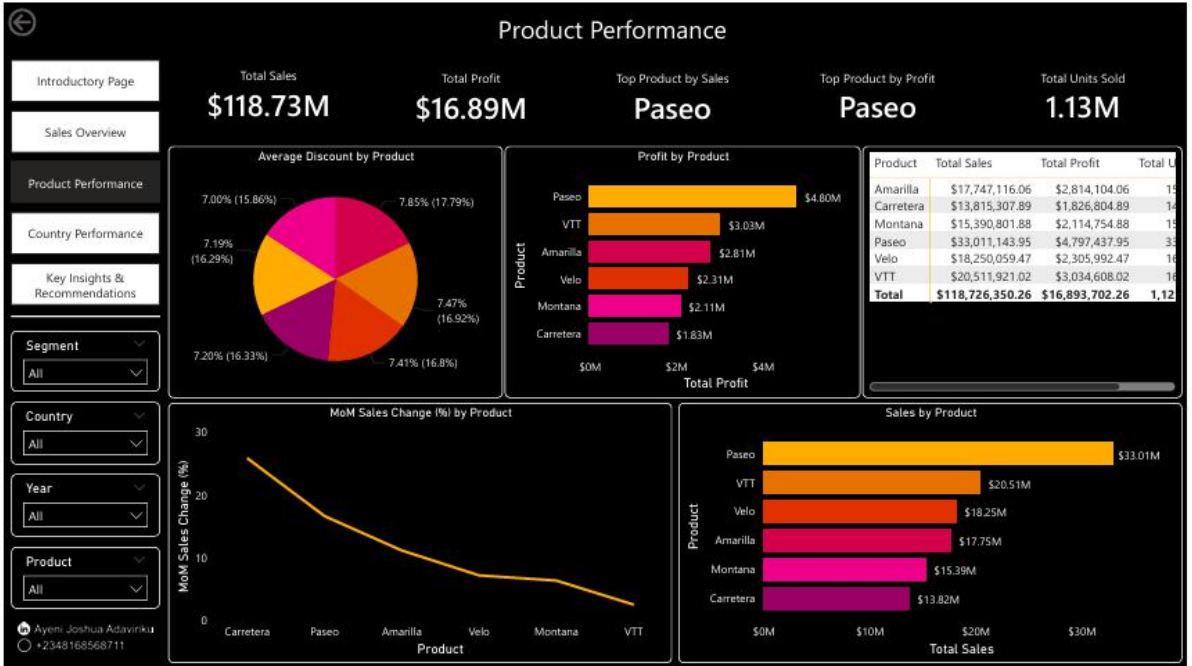 Product Performance
Introductory Page
Sales Overview
Product Performance
Country Performance
Key Insights &
Recommendations
Segment
All
Country
All
Year
All
Product
All
Ayeni Joshua Adaviriku
+2348168568711
Total Sales
$118.73M
Total Profit
$16.89M
Top Product by Sales
Paseo
Top Product by Profit
Paseo
Total Units Sold
1.13M
Average Discount by Product
7.00% (15.86%)
7.85% (17.79%)
7.19%
(16.29%)
7.47%
(16.92%)
7.20% (16.33%)
7.41% (16.8%)
Profit by Product
Product
Paseo $4.80M
VTT $3.03M
Amarilla $2.81M
Velo $2.31M
Montana $2.11M
Carretera $1.83M
$0M $2M $4M
Total Profit
Product Total Sales Total Profit Total U
Amarilla $17,747,116.06 $2,814,104.06 15
Carretera $13,815,307.89 $1,826,804.89 14
Montana $15,390,801.88 $2,114,754.88 15
Paseo $33,011,143.95 $4,797,437.95 33
Velo $18,250,059.47 $2,305,992.47 16
VTT $20,511,921.02 $3,034,608.02 16
Total $118,726,350.26 $16,893,702.26 1,12
MoM Sales Change (%) by Product
MoM Sales Change (%)
30
20
10
0
Carretera Paseo Amarilla Velo Montana VTT
Product
Sales by Product
Product
Paseo $33.01M
VTT $20.51M
Velo $18.25M
Amarilla $17.75M
Montana $15.39M
Carretera $13.82M
$0M $10M $20M $30M
Total Sales